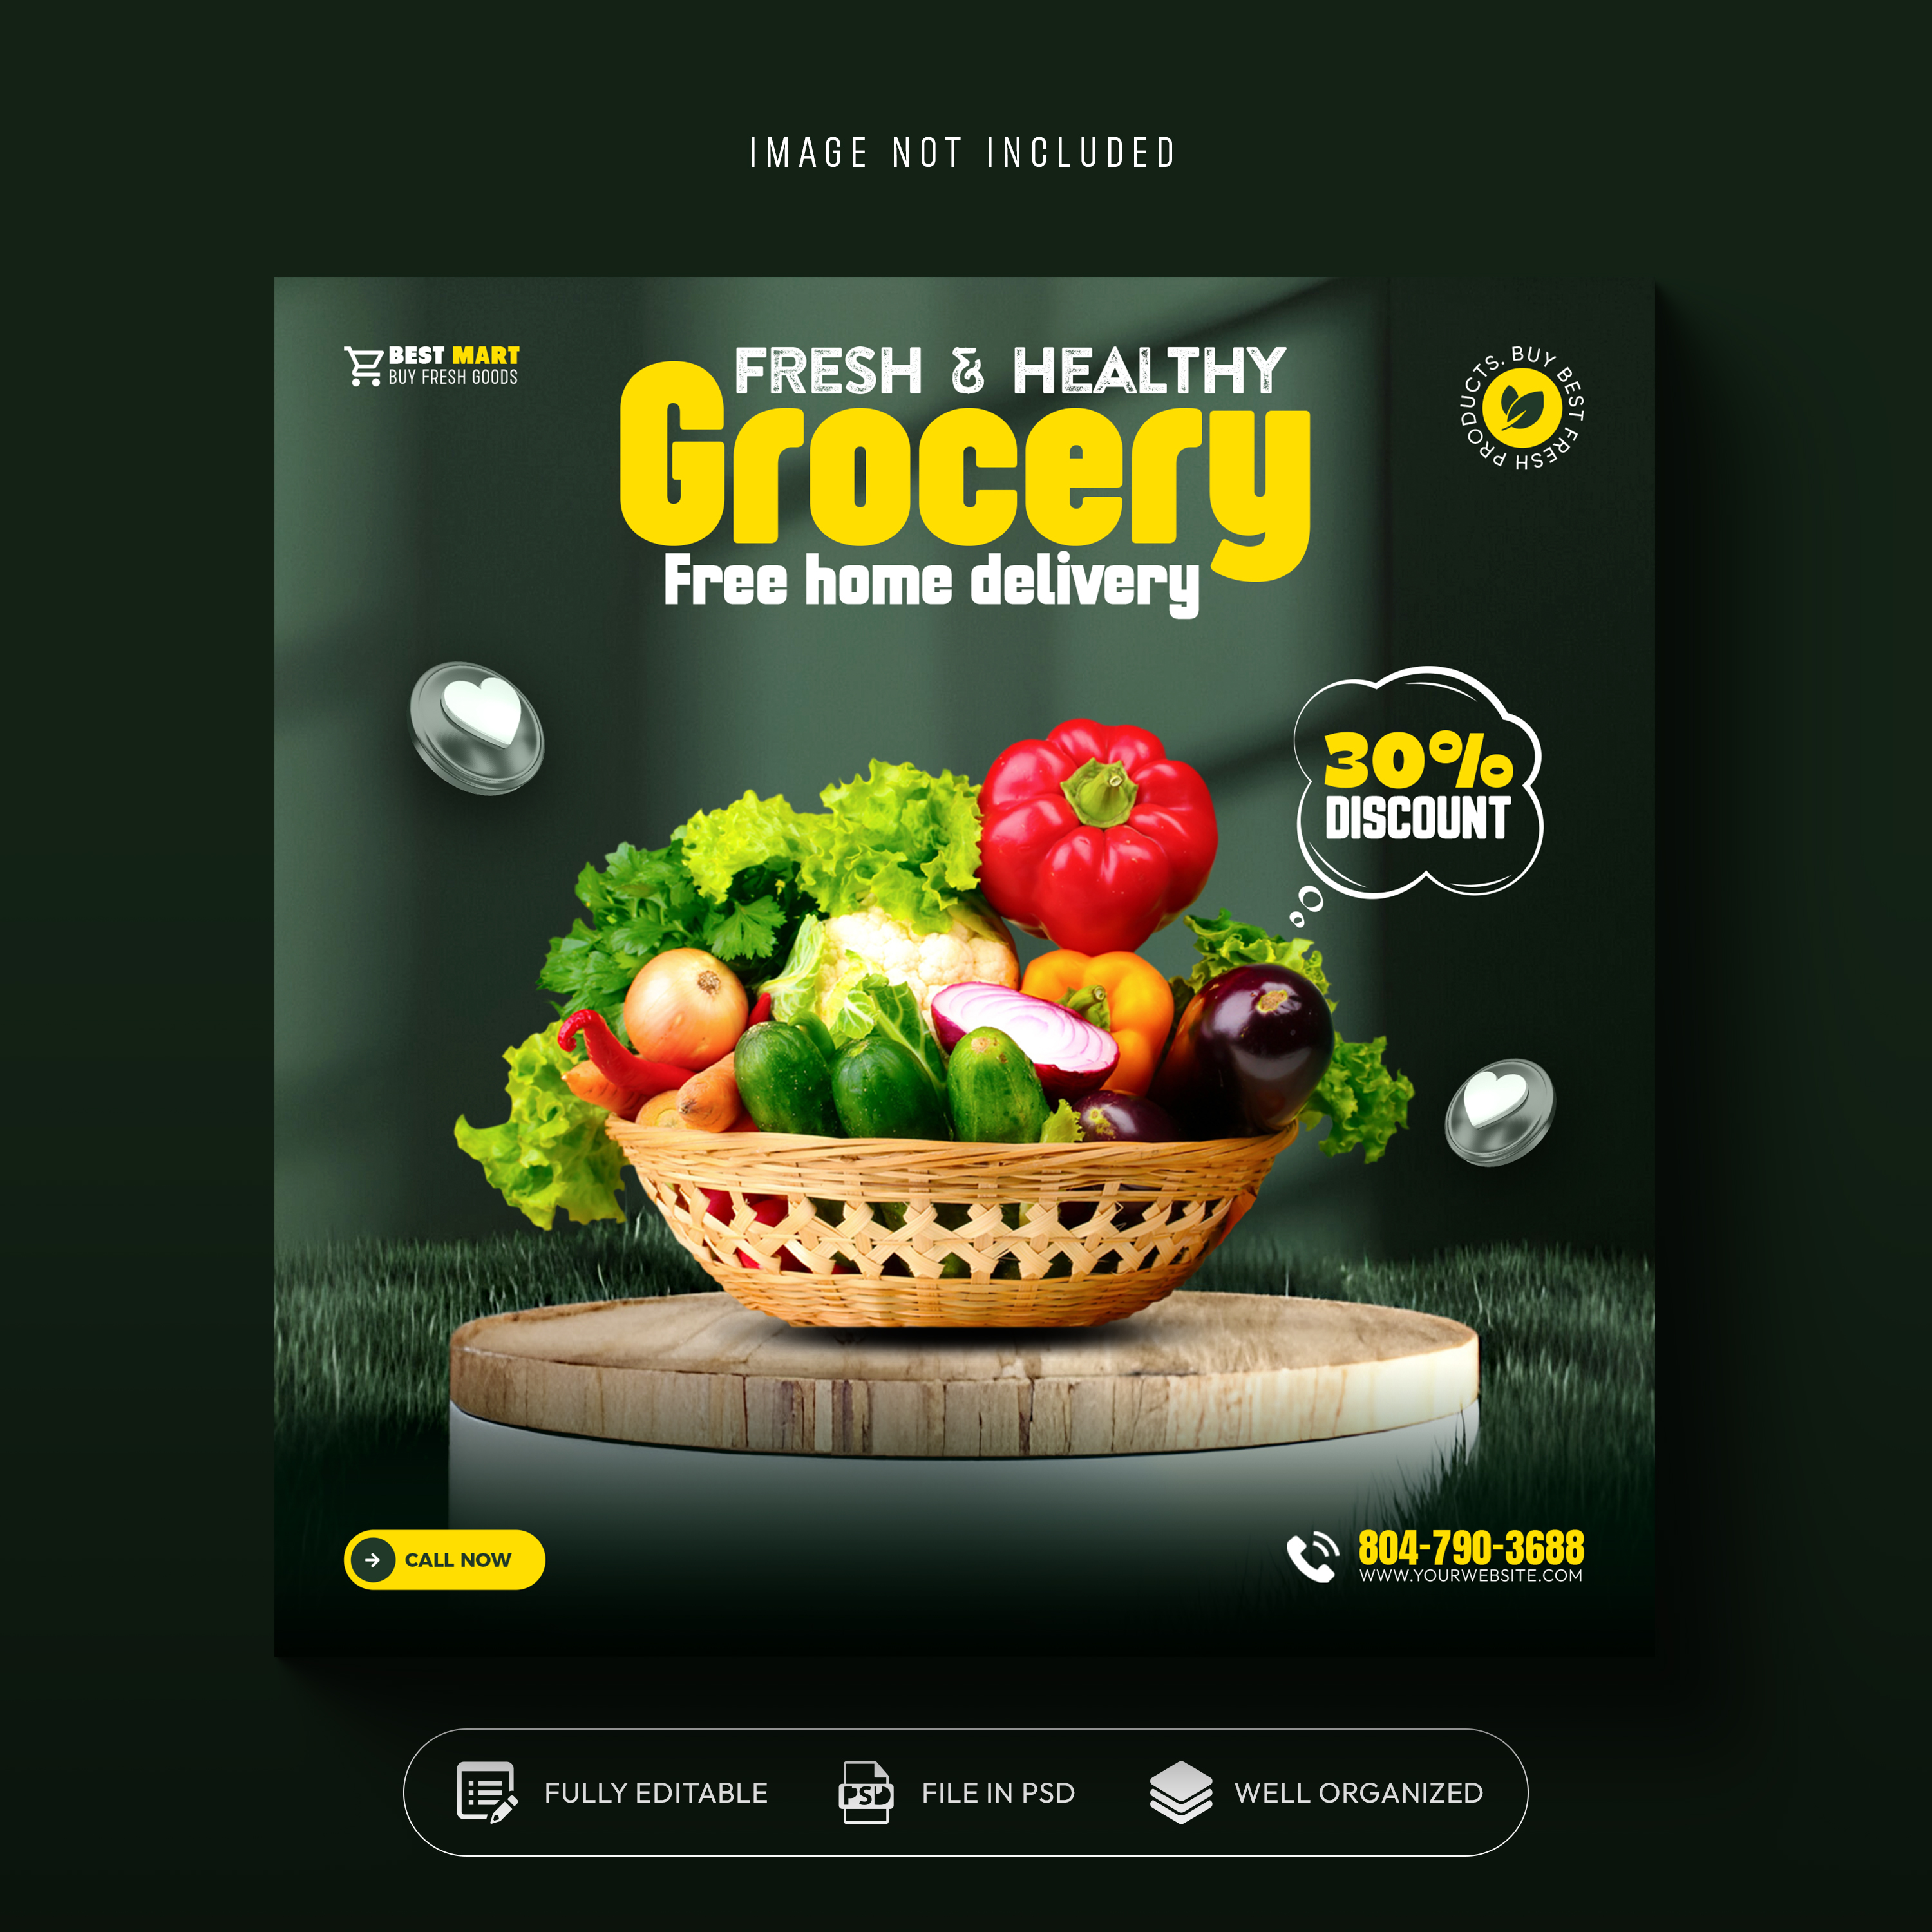 IMAGE NOT INCLUDED
BEST MART
BUY FRESH GOODS
FRESH & HEALTHY
Grocery
Free home delivery
BUY BEST FRESH PRODUCTS.
30%
DISCOUNT
CALL NOW
804-790-3688
WWW.YOURWEBSITE.COM
FULLY EDITABLE
PSD
FILE IN PSD
WELL ORGANIZED